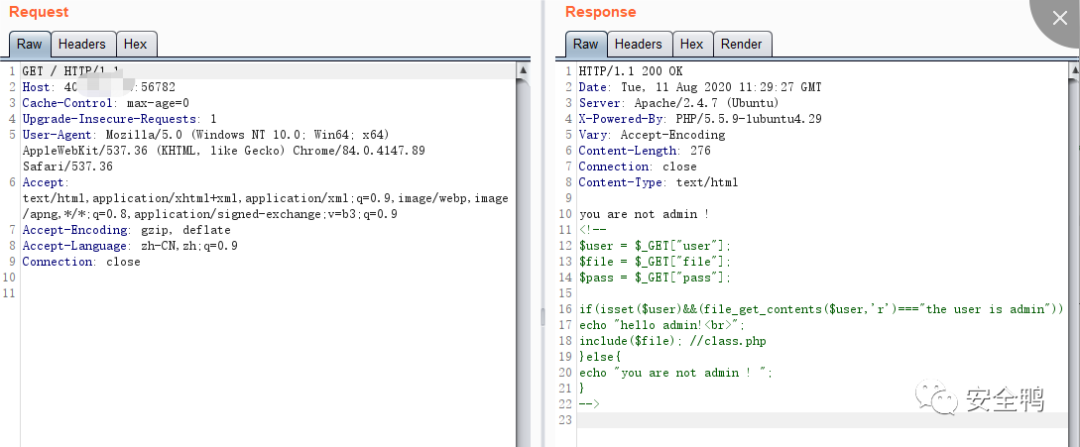 Request
Raw Headers Hex
1 GET / HTTP/1.1
2 Host: 40 :56782
3 Cache-Control: max-age=0
4 Upgrade-Insecure-Requests: 1
5 User-Agent: Mozilla/5.0 (Windows NT 10.0; Win64; x64)
AppleWebKit/537.36 (KHTML, like Gecko) Chrome/84.0.4147.89
Safari/537.36
6 Accept:
text/html,application/xhtml+xml,application/xml;q=0.9,image/webp,image
/apng,*/*;q=0.8,application/signed-exchange;v=b3;q=0.9
7 Accept-Encoding: gzip, deflate
8 Accept-Language: zh-CN,zh;q=0.9
9 Connection: close
10
11
Response
Raw Headers Hex Render
1 HTTP/1.1 200 OK
2 Date: Tue, 11 Aug 2020 11:29:27 GMT
3 Server: Apache/2.4.7 (Ubuntu)
4 X-Powered-By: PHP/5.5.9-1ubuntu4.29
5 Vary: Accept-Encoding
6 Content-Length: 276
7 Connection: close
8 Content-Type: text/html
9
10 you are not admin !
11 <!--
12 $user = $_GET["user"];
13 $file = $_GET["file"];
14 $pass = $_GET["pass"];
15
16 if(isset($user)&&(file_get_contents($user,'r')==="the user is admin"))
17 echo "hello admin!<br>";
18 include($file); //class.php
19 }else{
20 echo "you are not admin ! ";
21 }
22 -->
23
安全鸭